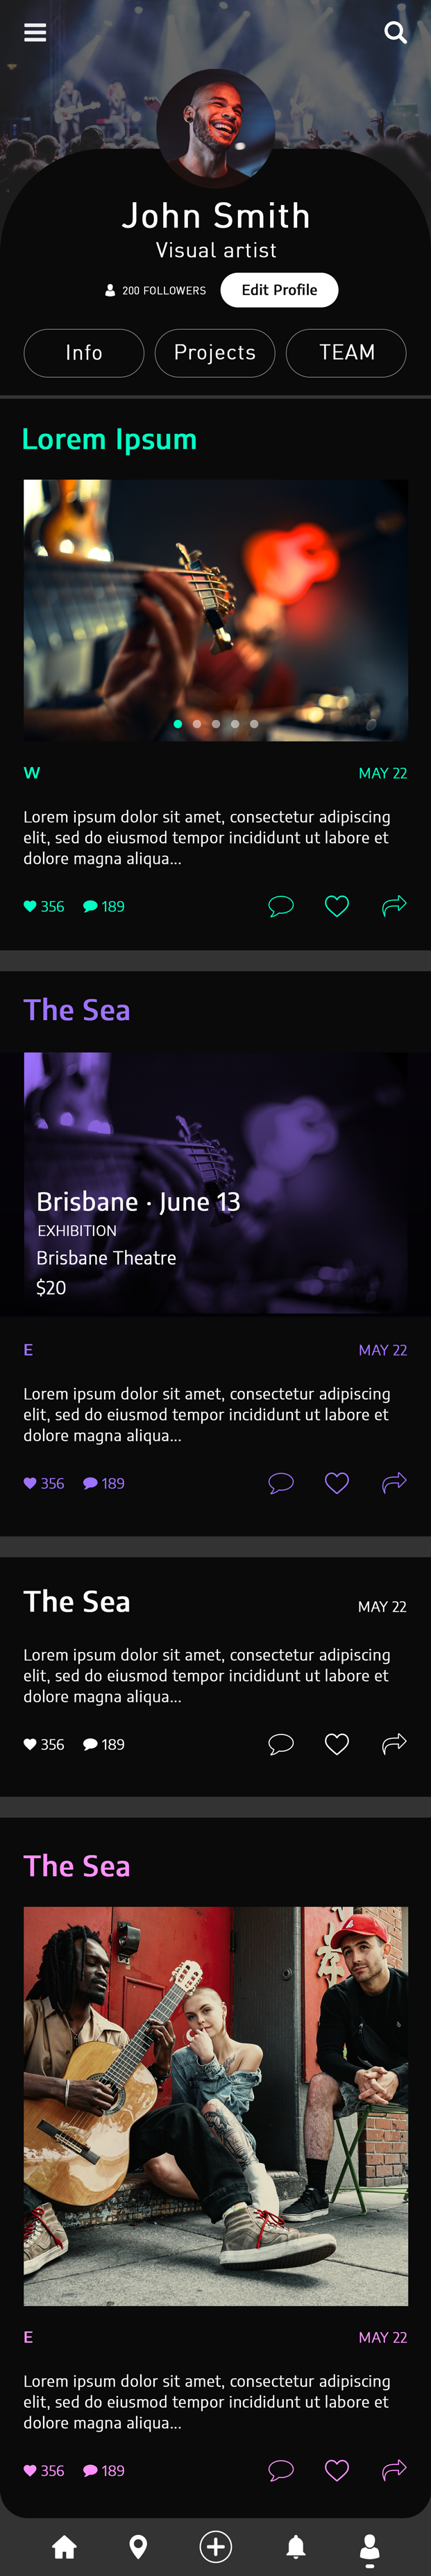 John Smith
Visual artist
200 FOLLOWERS
Edit Profile
Info
Projects
TEAM
Lorem Ipsum
W
MAY 22
Lorem ipsum dolor sit amet, consectetur adipiscing
elit, sed do eiusmod tempor incididunt ut labore et
dolore magna aliqua...
356
189
The Sea
Brisbane · June 13
EXHIBITION
Brisbane Theatre
$20
E
MAY 22
Lorem ipsum dolor sit amet, consectetur adipiscing
elit, sed do eiusmod tempor incididunt ut labore et
dolore magna aliqua...
356
189
The Sea
MAY 22
Lorem ipsum dolor sit amet, consectetur adipiscing
elit, sed do eiusmod tempor incididunt ut labore et
dolore magna aliqua...
356
189
The Sea
E
MAY 22
Lorem ipsum dolor sit amet, consectetur adipiscing
elit, sed do eiusmod tempor incididunt ut labore et
dolore magna aliqua...
356
189